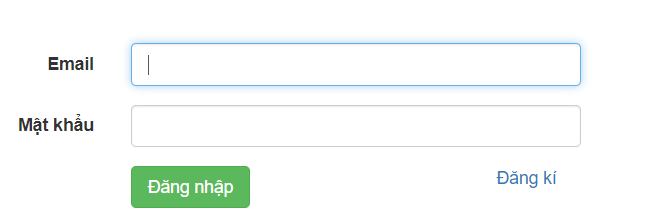 Email
Mật khẩu
Đăng nhập Đăng kí